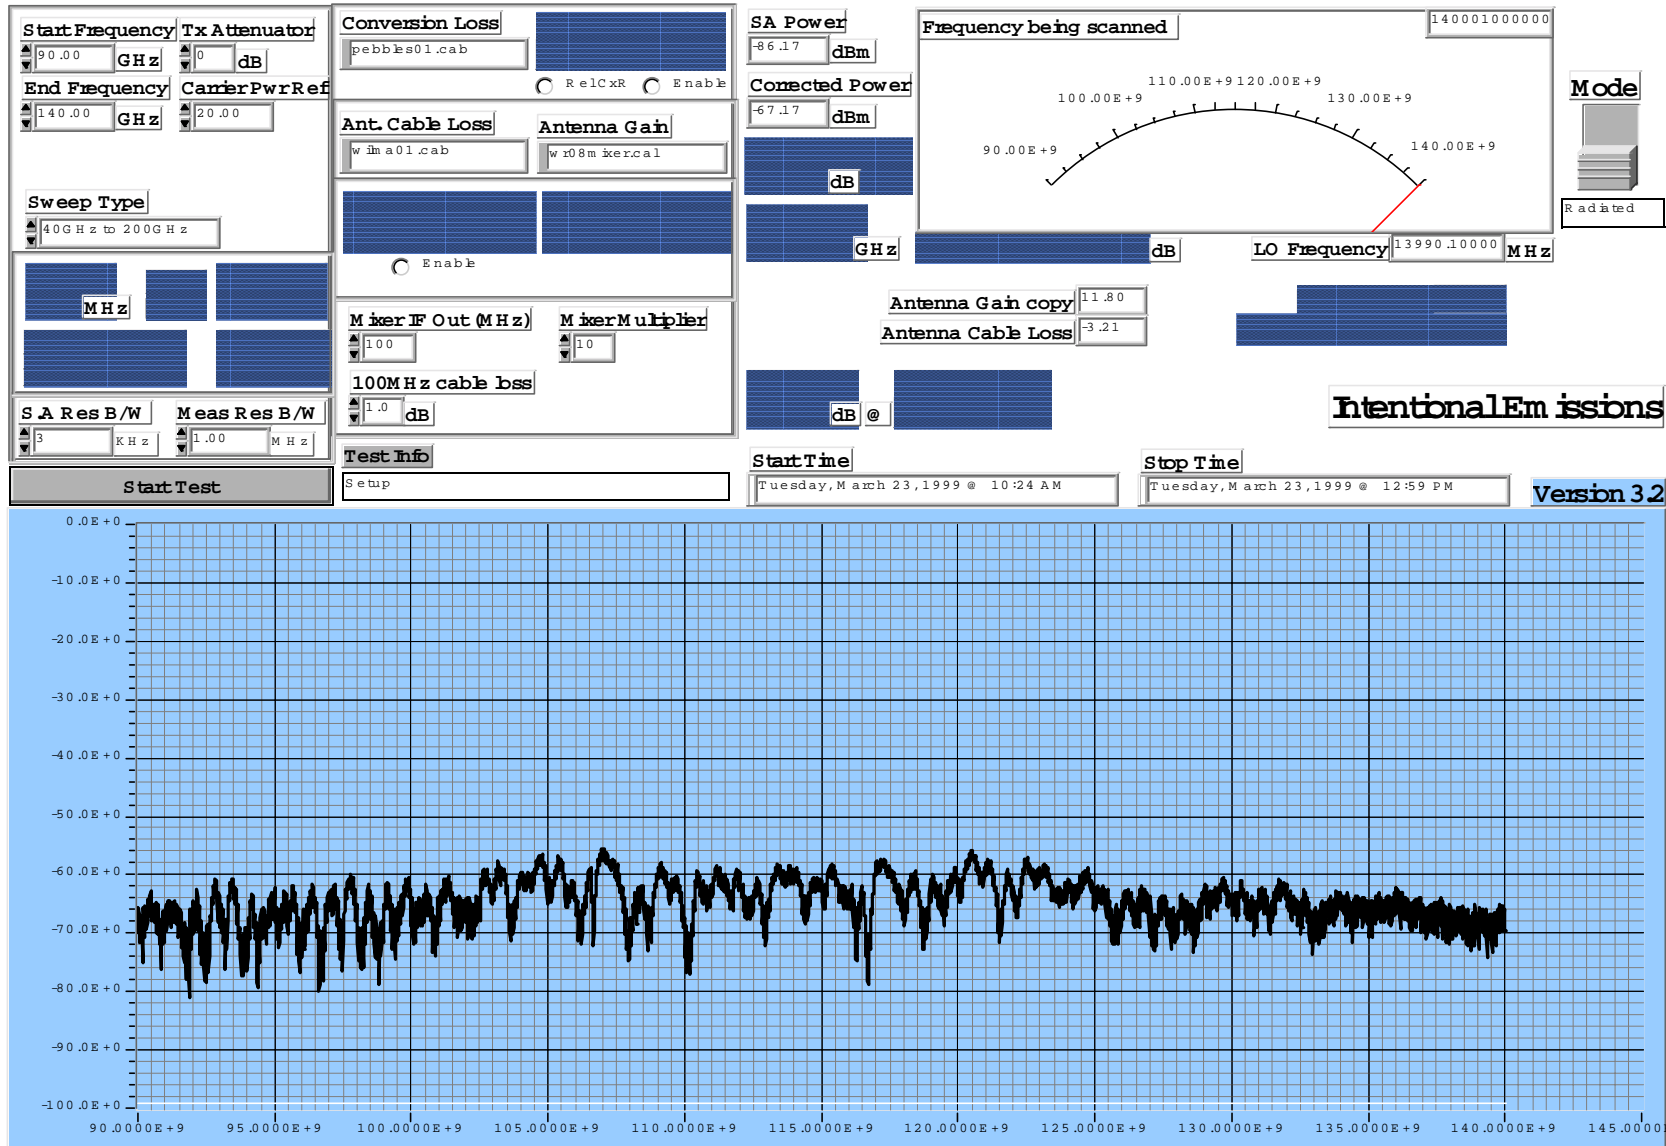 Start Frequency
Tx Attenuator
90.00 GHz
0 dB
End Frequency
Carrier Pwr Ref
140.00 GHz
20.00
Sweep Type
40GHz to 200GHz
MHz
S.A Res B/W
Meas Res B/W
3 KHz
1.00 MHz
Start Test
Conversion Loss
pebbles01.cab
RelCxR
Enable
Ant. Cable Loss
Antenna Gain
wilma01.cab
wr08mixer.cal
Enable
Mixer IF Out (MHz)
Mixer Multiplier
100
10
100MHz cable loss
1.0 dB
Test Info
Setup
SA Power
-86.17 dBm
Corrected Power
-67.17 dBm
dB
GHz
dB
Frequency being scanned
140001000000
90.00E+9
100.00E+9
110.00E+9
120.00E+9
130.00E+9
140.00E+9
Mode
Radiated
LO Frequency 13990.10000 MHz
Antenna Gain copy 11.80
Antenna Cable Loss -3.21
dB @
Intentional Emissions
Start Time
Tuesday, March 23, 1999 @ 10:24 AM
Stop Time
Tuesday, March 23, 1999 @ 12:59 PM
Version 3.2
0.0E+0
-10.0E+0
-20.0E+0
-30.0E+0
-40.0E+0
-50.0E+0
-60.0E+0
-70.0E+0
-80.0E+0
-90.0E+0
-100.0E+0
90.0000E+9
95.0000E+9
100.0000E+9
105.0000E+9
110.0000E+9
115.0000E+9
120.0000E+9
125.0000E+9
130.0000E+9
135.0000E+9
140.0000E+9
145.0000